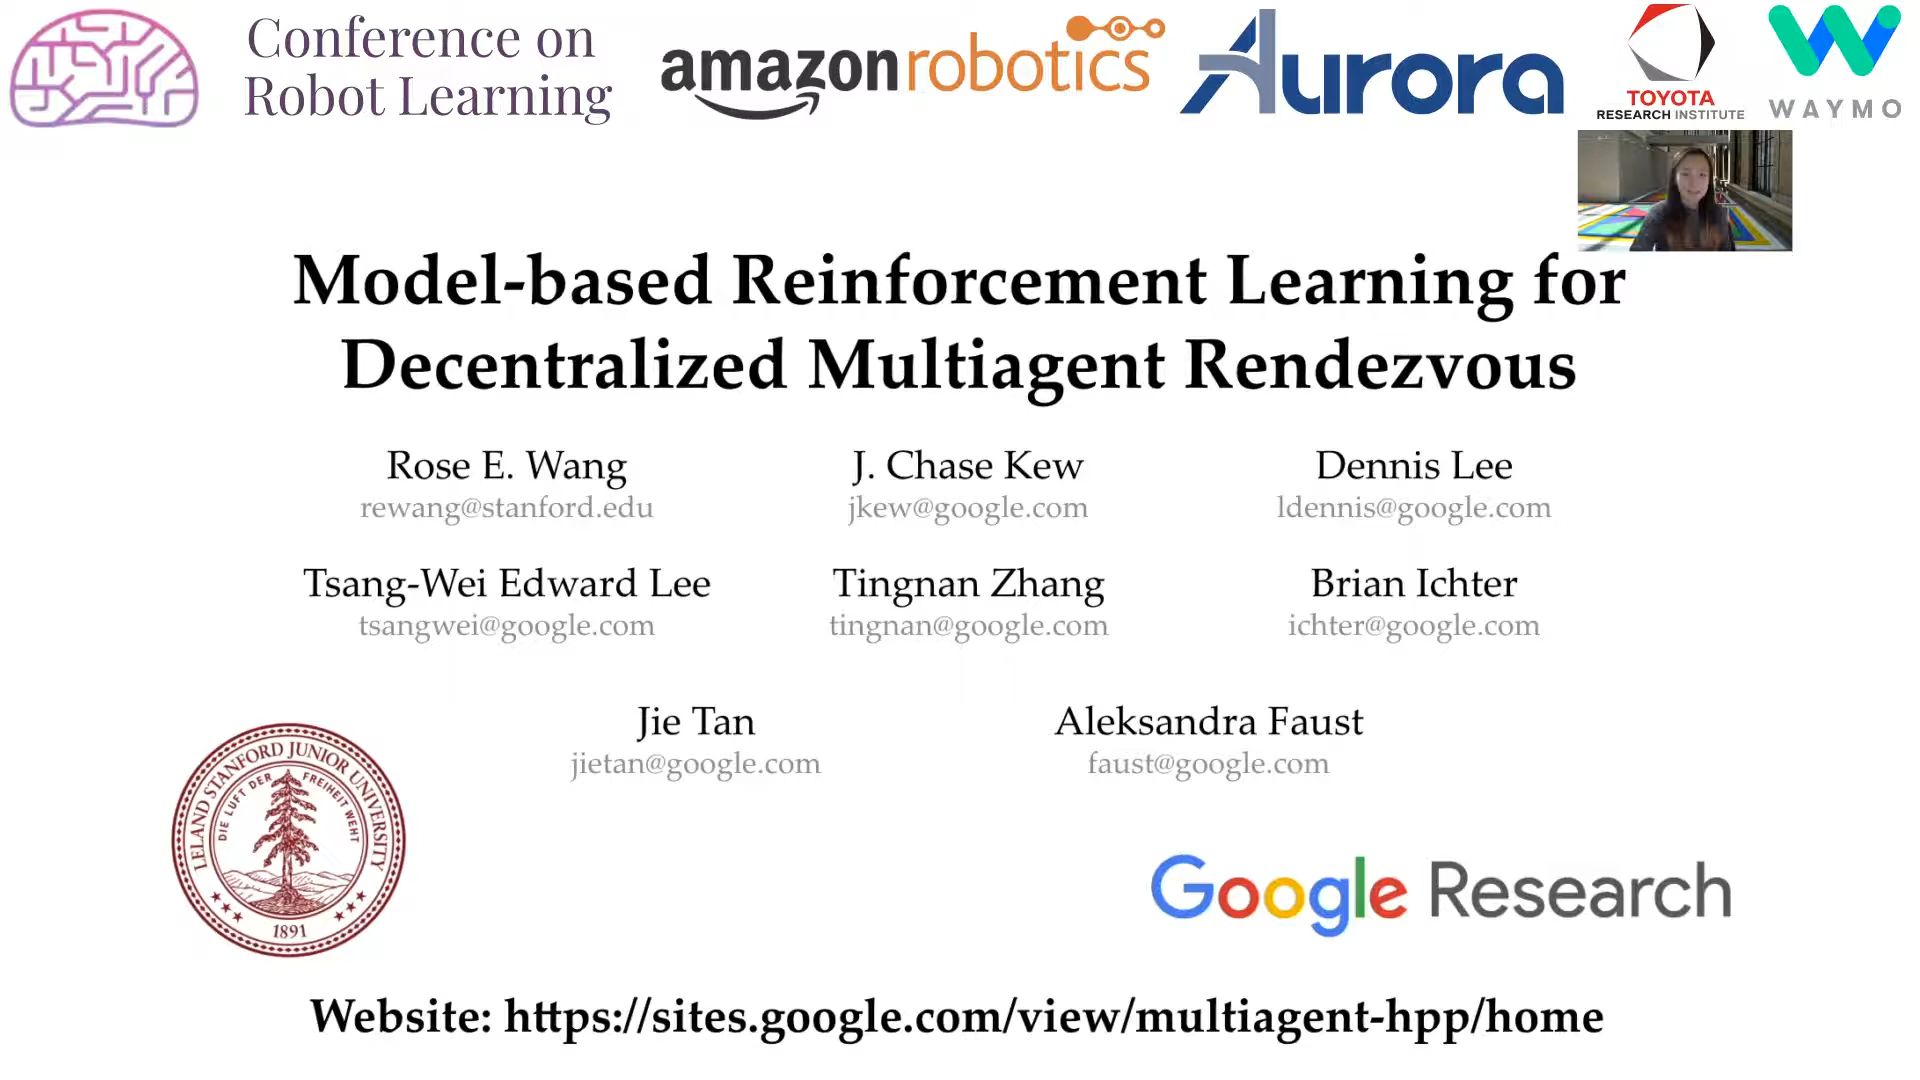 Conference on
Robot Learning
amazon robotics
Aurora
TOYOTA
RESEARCH INSTITUTE
WAYMO
Model-based Reinforcement Learning for
Decentralized Multiagent Rendezvous
Rose E. Wang
rewang@stanford.edu
J. Chase Kew
jkew@google.com
Dennis Lee
ldennis@google.com
Tsang-Wei Edward Lee
tsangwei@google.com
Tingnan Zhang
tingnan@google.com
Brian Ichter
ichter@google.com
Jie Tan
jietan@google.com
Aleksandra Faust
faust@google.com
LELAND STANFORD JUNIOR UNIVERSITY
DIE LUFT DER FREIHEIT WEHT
1891
Google Research
Website: https://sites.google.com/view/multiagent-hpp/home